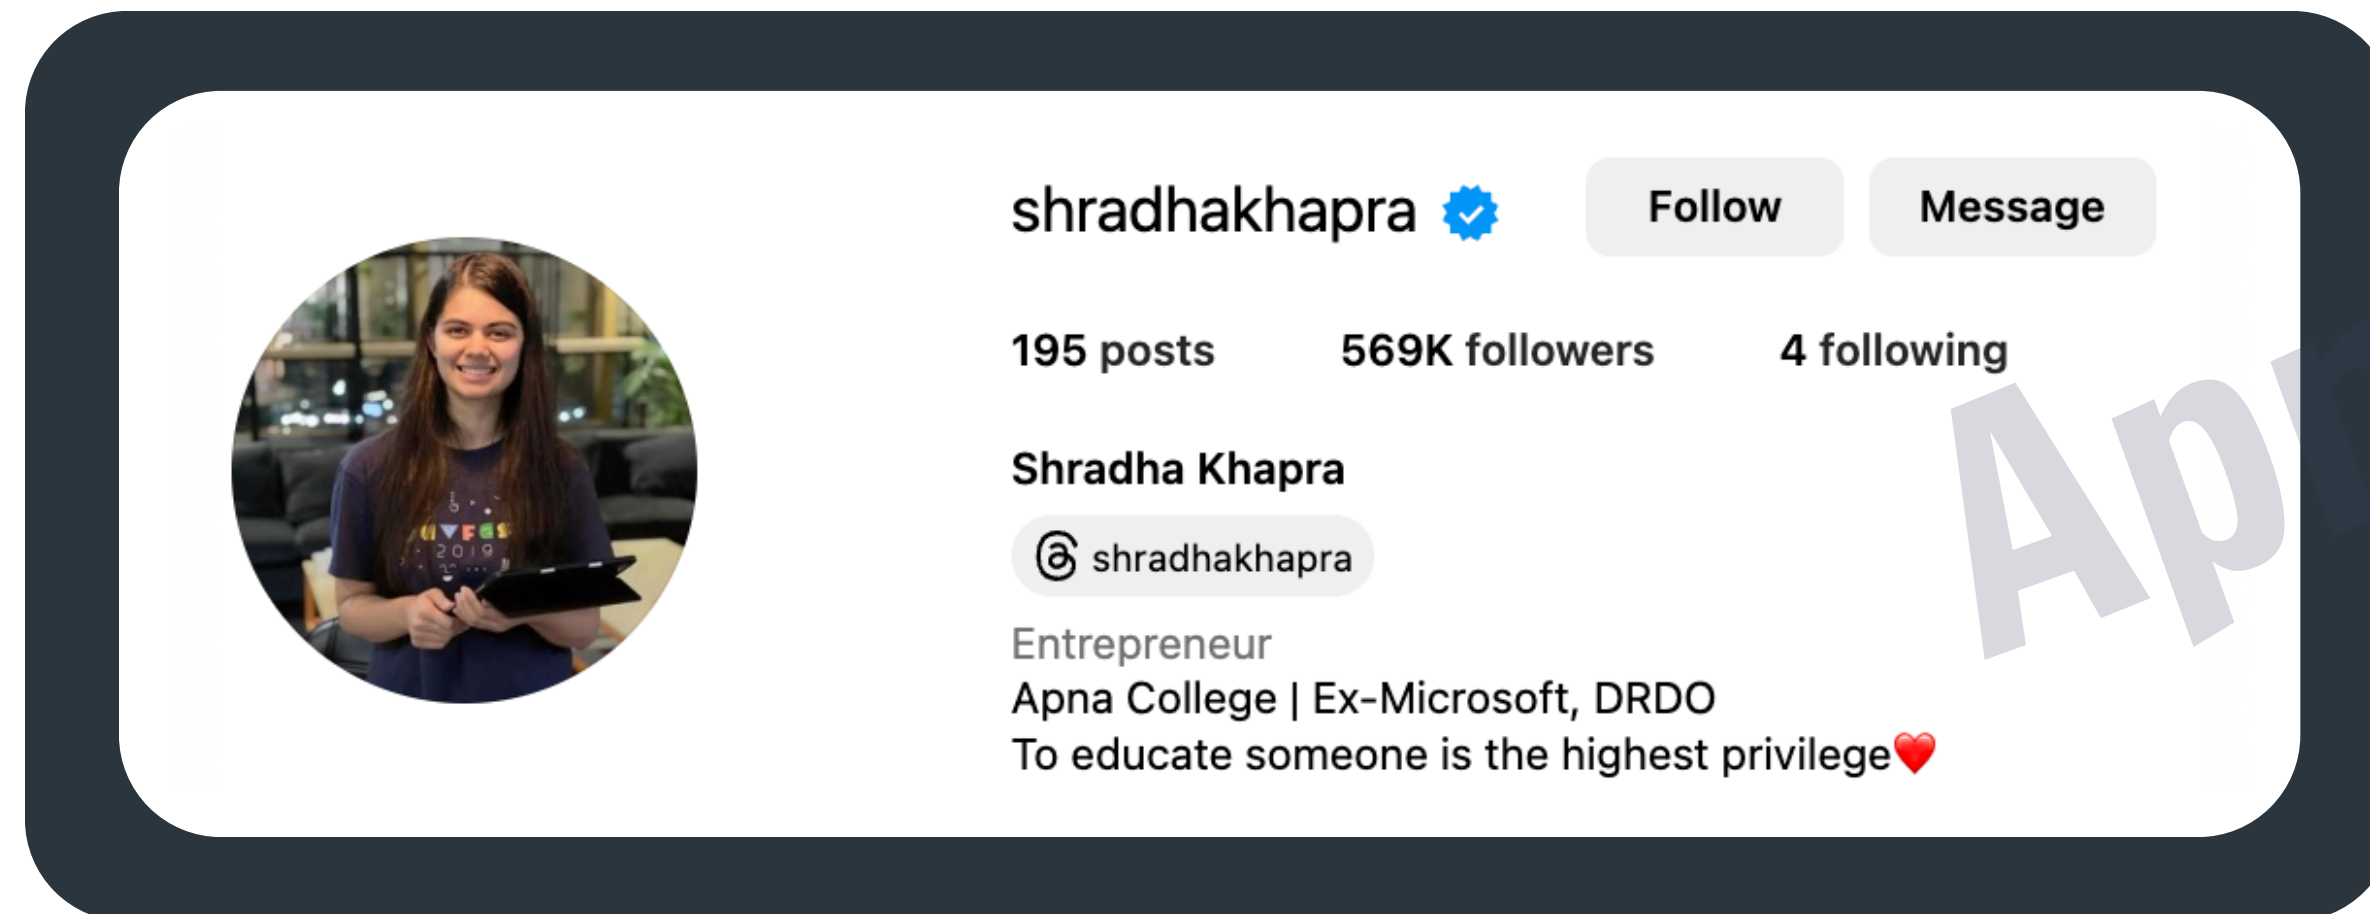 shradhakhapra
Follow
Message
195 posts
569K followers
4 following
Shradha Khapra
shradhakhapra
Entrepreneur
Apna College | Ex-Microsoft, DRDO
To educate someone is the highest privilege❤️
2019